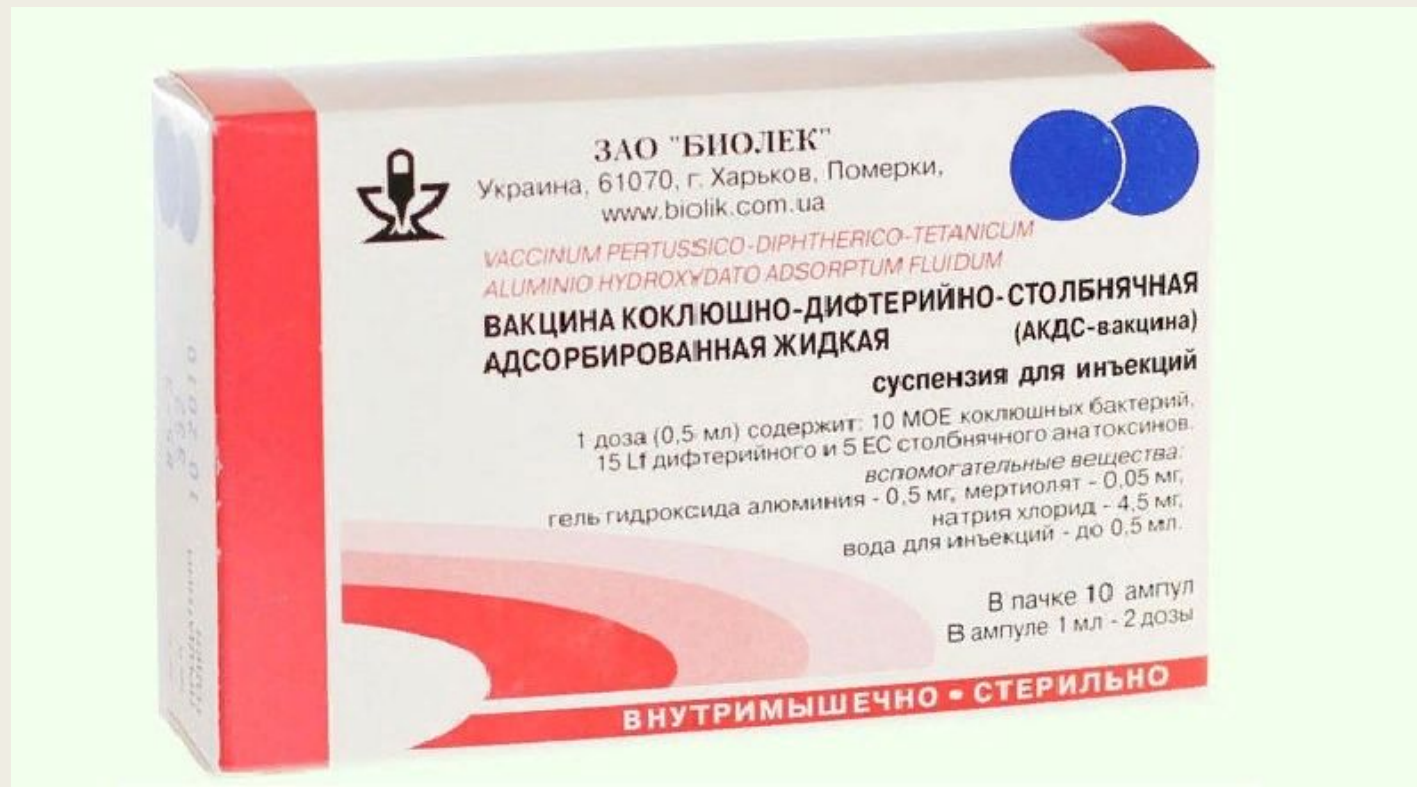 ЗАО "БИОЛЕК"
Украина, 61070, г. Харьков, Померки,
www.biolik.com.ua
VACCINUM PERTUSSICO-DIPHTHERICO-TETANICUM
ALUMINIO HYDROXYDATO ADSORPTUM FLUIDUM
ВАКЦИНА КОКЛЮШНО-ДИФТЕРИЙНО-СТОЛБНЯЧНАЯ
АДСОРБИРОВАННАЯ ЖИДКАЯ (АКДС-вакцина)
суспензия для инъекций
1 доза (0,5 мл) содержит: 10 МОЕ коклюшных бактерий,
15 Lf дифтерийного и 5 ЕС столбнячного анатоксинов.
вспомогательные вещества:
гель гидроксида алюминия - 0,5 мг, мертиолят - 0,05 мг,
натрия хлорид - 4,5 мг,
вода для инъекций - до 0,5 мл.
В пачке 10 ампул
В ампуле 1 мл - 2 дозы
ВНУТРИМЫШЕЧНО • СТЕРИЛЬНО